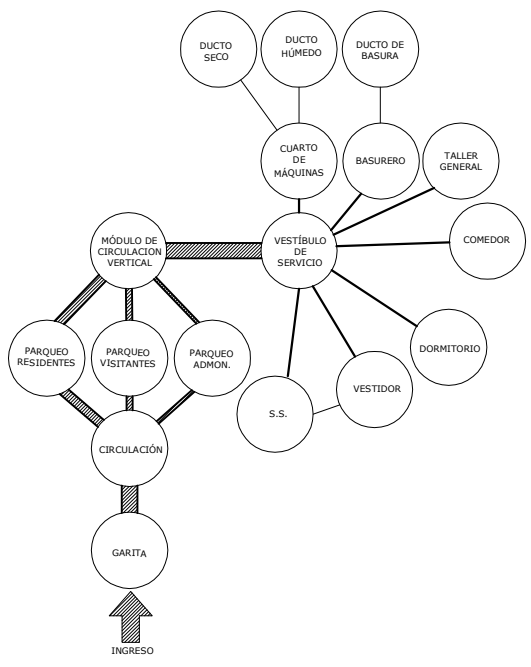 DUCTO
SECO
DUCTO
HÚMEDO
DUCTO DE
BASURA
CUARTO
DE
MÁQUINAS
BASURERO
TALLER
GENERAL
MÓDULO DE
CIRCULACION
VERTICAL
VESTÍBULO
DE
SERVICIO
COMEDOR
PARQUEO
RESIDENTES
PARQUEO
VISITANTES
PARQUEO
ADMON.
DORMITORIO
VESTIDOR
S.S.
CIRCULACIÓN
GARITA
INGRESO